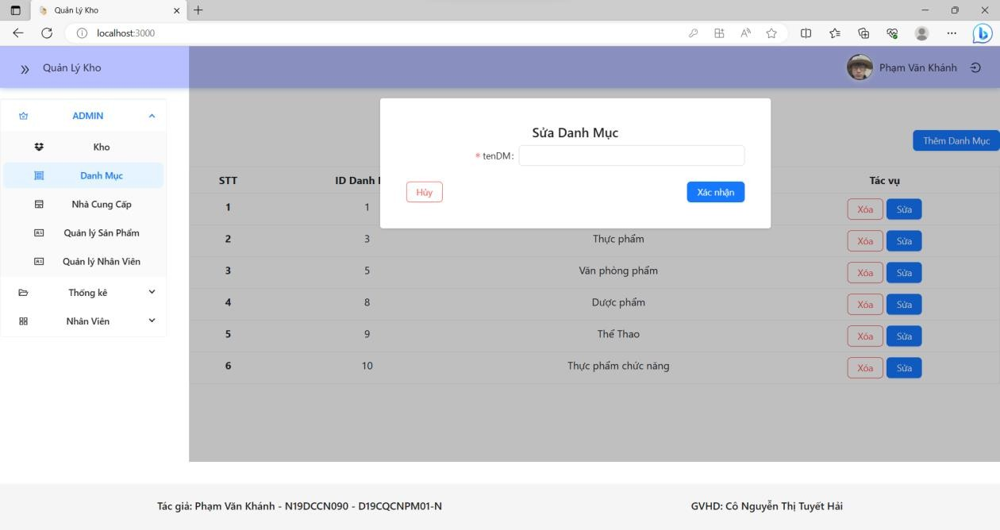 Quản Lý Kho
localhost:3000
Quản Lý Kho
Phạm Văn Khánh
ADMIN
Kho
Danh Mục
Nhà Cung Cấp
Quản lý Sản Phẩm
Quản lý Nhân Viên
Thống kê
Nhân Viên
Sửa Danh Mục
* tenDM:
Hủy Xác nhận
Thêm Danh Mục
STT ID Danh Tác vụ
1 1 Xóa Sửa
2 3 Thực phẩm Xóa Sửa
3 5 Văn phòng phẩm Xóa Sửa
4 8 Dược phẩm Xóa Sửa
5 9 Thể Thao Xóa Sửa
6 10 Thực phẩm chức năng Xóa Sửa
Tác giả: Phạm Văn Khánh - N19DCCN090 - D19CQCNPM01-N
GVHD: Cô Nguyễn Thị Tuyết Hải